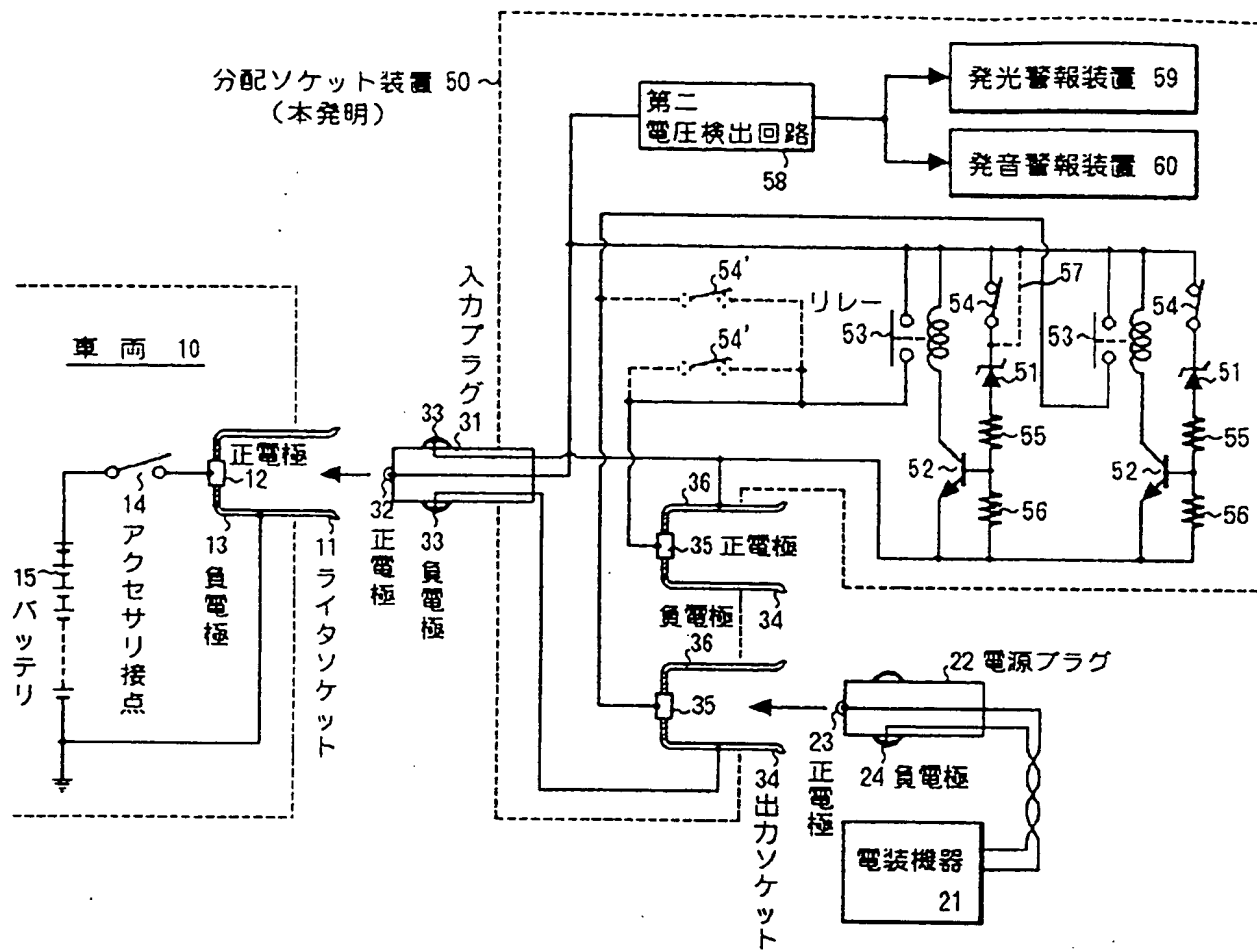 分配ソケット装置 50
(本発明)
第二
電圧検出回路
58
発光警報装置 59
発音警報装置 60
車両 10
入力プラグ
31
33
正電極
12
14 アクセサリ接点
13 負電極
11 ライタソケット
15 バッテリ
32 正電極
33 負電極
54'
54'
リレー
53
54
57
51
55
52
56
53
54
51
55
52
56
36
35 正電極
負電極
36
34
35
34 出力ソケット
22 電源プラグ
23 正電極
24 負電極
電装機器
21